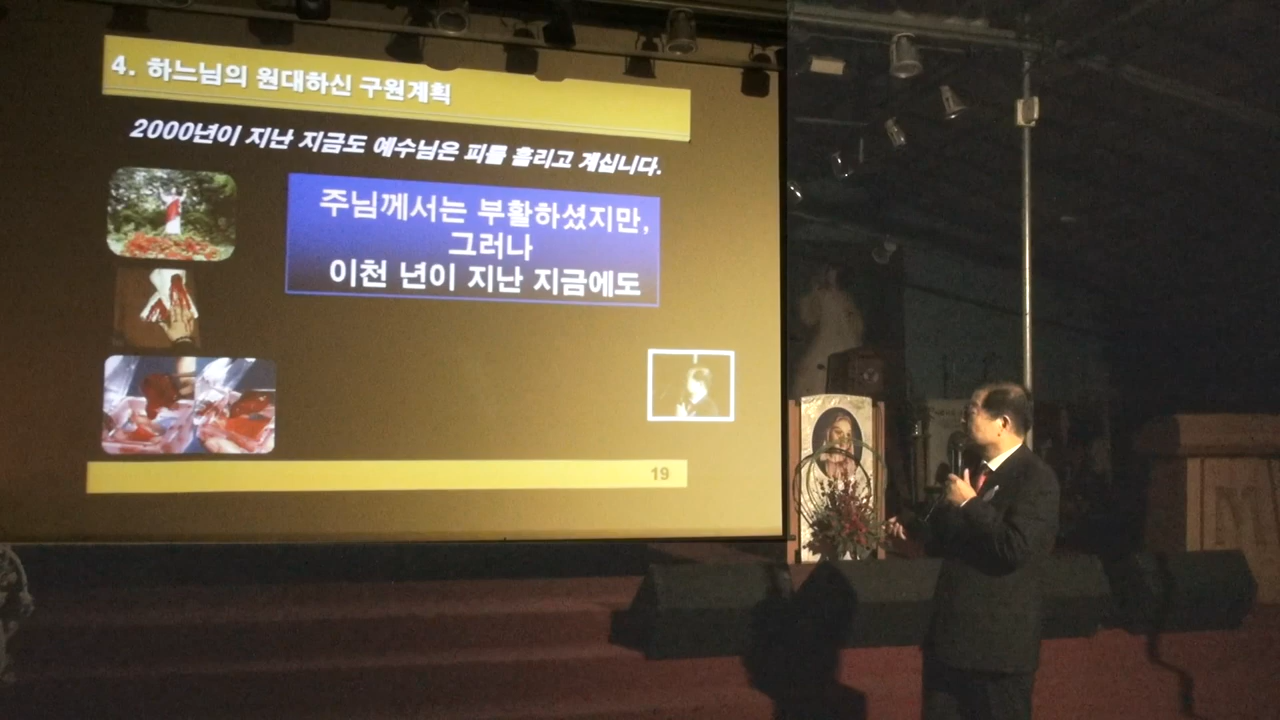 4. 하느님의 원대하신 구원계획
2000년이 지난 지금도 예수님은 피를 흘리고 계십니다.
주님께서는 부활하셨지만,
그러나
이천 년이 지난 지금에도
19
M